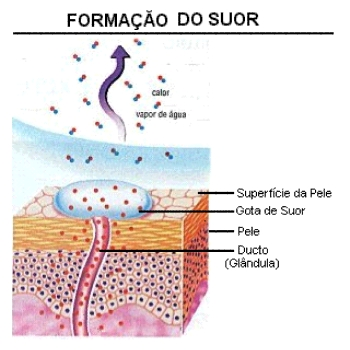 FORMAÇÃO DO SUOR
calor
vapor de água
Superfície da Pele
Gota de Suor
Pele
Ducto
(Glândula)